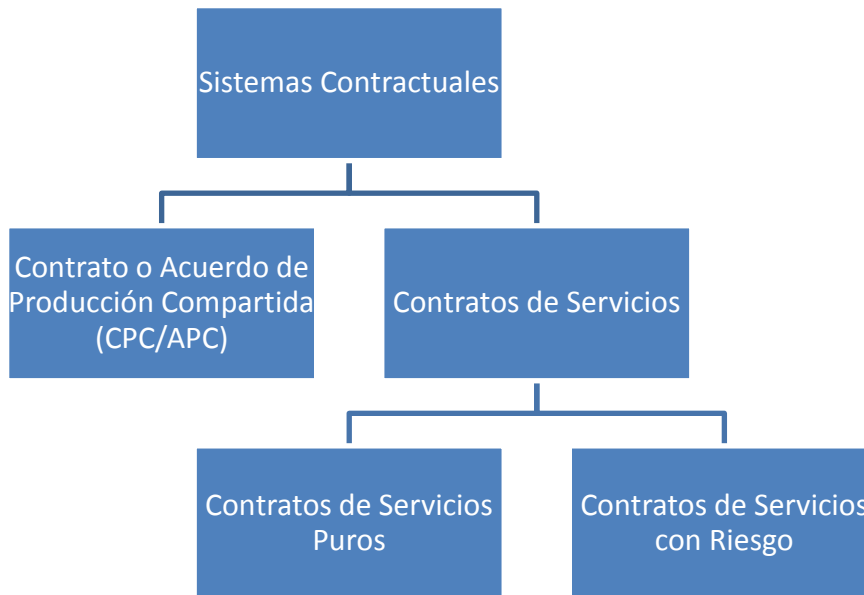 Sistemas Contractuales
Contrato o Acuerdo de
Producción Compartida
(CPC/APC)
Contratos de Servicios
Contratos de Servicios
Puros
Contratos de Servicios
con Riesgo